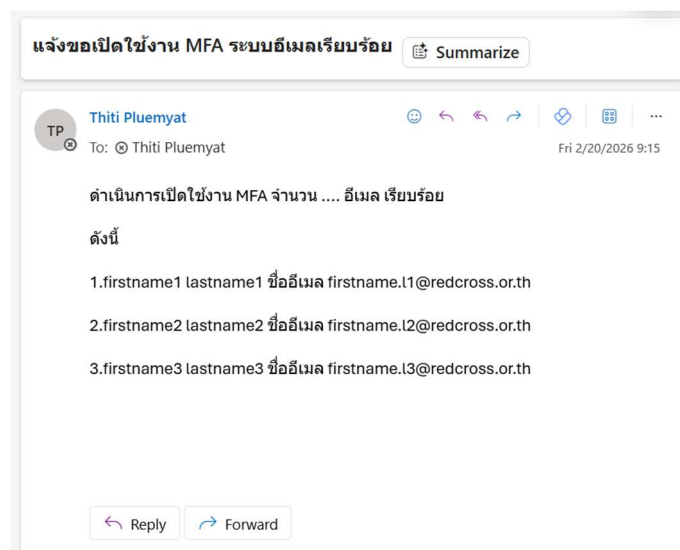 แจ้งขอเปิดใช้งาน MFA ระบบอีเมลเรียบร้อย
Summarize
TP
Thiti Pluemyat
To: Thiti Pluemyat
Fri 2/20/2026 9:15
ดำเนินการเปิดใช้งาน MFA จำนวน .... อีเมล เรียบร้อย
ดังนี้
1.firstname1 lastname1 ชื่ออีเมล firstname.l1@redcross.or.th
2.firstname2 lastname2 ชื่ออีเมล firstname.l2@redcross.or.th
3.firstname3 lastname3 ชื่ออีเมล firstname.l3@redcross.or.th
Reply
Forward